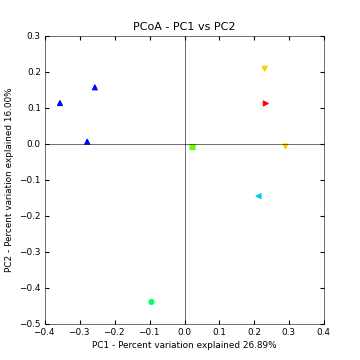 PCoA - PC1 vs PC2
0.3
0.2
0.1
0.0
−0.1
−0.2
−0.3
−0.4
−0.5
PC2 - Percent variation explained 16.00%
−0.4 −0.3 −0.2 −0.1 0.0 0.1 0.2 0.3 0.4
PC1 - Percent variation explained 26.89%